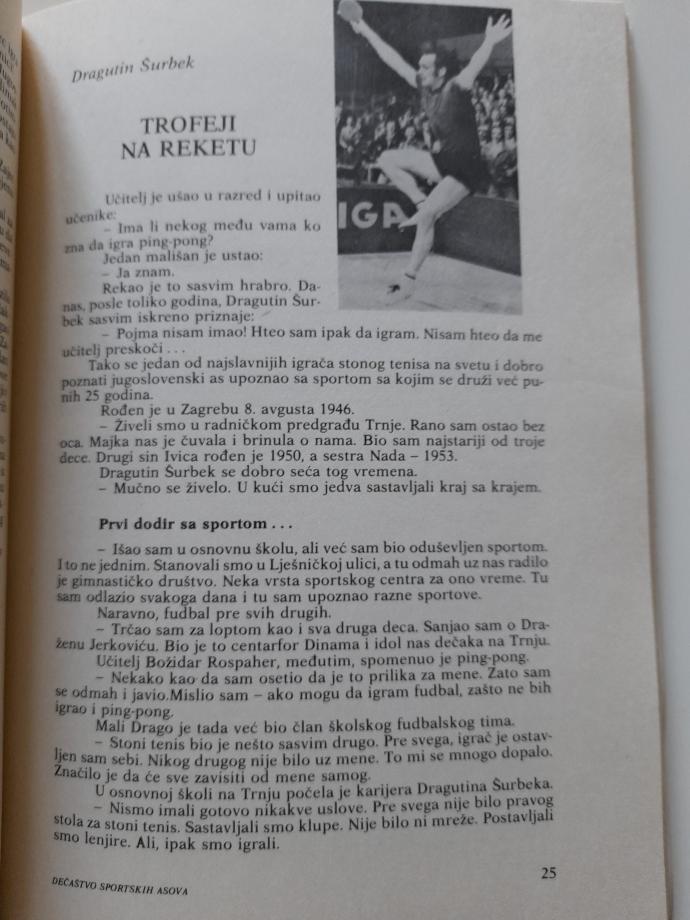 Dragutin Šurbek
TROFEJI
NA REKETU
IGA
Učitelj je ušao u razred i upitao
učenike:
– Ima li nekog među vama ko
zna da igra ping-pong?
Jedan mališan je ustao:
– Ja znam.
Rekao je to sasvim hrabro. Da-
nas, posle toliko godina, Dragutin Šur-
bek sasvim iskreno priznaje:
– Pojma nisam imao! Hteo sam ipak da igram. Nisam hteo da me
učitelj preskoči . . .
Tako se jedan od najslavnijih igrača stonog tenisa na svetu i dobro
poznati jugoslovenski as upoznao sa sportom sa kojim se druži već pu-
nih 25 godina.
Rođen je u Zagrebu 8. avgusta 1946.
– Živeli smo u radničkom predgrađu Trnje. Rano sam ostao bez
oca. Majka nas je čuvala i brinula o nama. Bio sam najstariji od troje
dece. Drugi sin Ivica rođen je 1950, a sestra Nada – 1953.
Dragutin Šurbek se dobro seća tog vremena.
– Mučno se živelo. U kući smo jedva sastavljali kraj sa krajem.
Prvi dodir sa sportom . . .
– Išao sam u osnovnu školu, ali već sam bio oduševljen sportom.
I to ne jednim. Stanovali smo u Lješničkoj ulici, a tu odmah uz nas radilo
je gimnastičko društvo. Neka vrsta sportskog centra za ono vreme. Tu
sam odlazio svakoga dana i tu sam upoznao razne sportove.
Naravno, fudbal pre svih drugih.
– Trčao sam za loptom kao i sva druga deca. Sanjao sam o Dra-
ženu Jerkoviću. Bio je to centarfor Dinama i idol nas dečaka na Trnju.
Učitelj Božidar Rospaher, međutim, spomenuo je ping-pong.
– Nekako kao da sam osetio da je to prilika za mene. Zato sam
se odmah i javio.Mislio sam – ako mogu da igram fudbal, zašto ne bih
igrao i ping-pong.
Mali Drago je tada već bio član školskog fudbalskog tima.
– Stoni tenis bio je nešto sasvim drugo. Pre svega, igrač je ostav-
ljen sam sebi. Nikog drugog nije bilo uz mene. To mi se mnogo dopalo.
Značilo je da će sve zavisiti od mene samog.
U osnovnoj školi na Trnju počela je karijera Dragutina Šurbeka.
– Nismo imali gotovo nikakve uslove. Pre svega nije bilo pravog
stola za stoni tenis. Sastavljali smo klupe. Nije bilo ni mreže. Postavljali
smo lenjire. Ali, ipak smo igrali.
DEČAŠTVO SPORTSKIH ASOVA
25